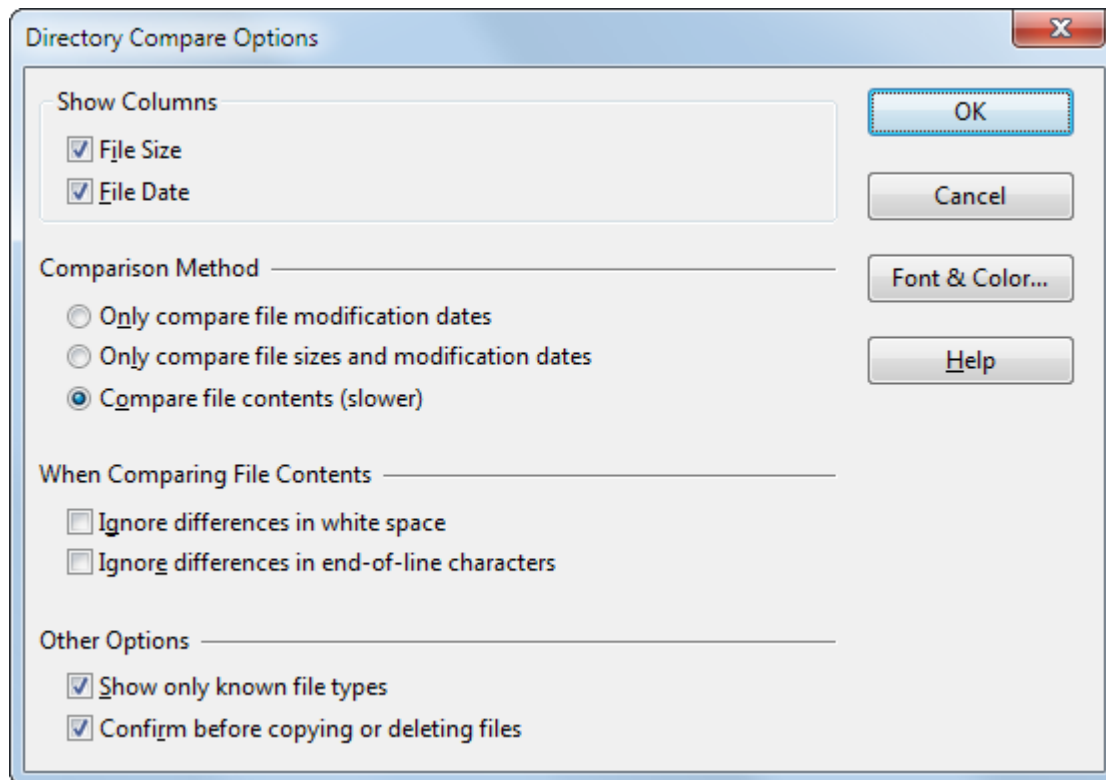 Directory Compare Options
Show Columns
File Size
File Date
OK
Cancel
Font & Color...
Help
Comparison Method
Only compare file modification dates
Only compare file sizes and modification dates
Compare file contents (slower)
When Comparing File Contents
Ignore differences in white space
Ignore differences in end-of-line characters
Other Options
Show only known file types
Confirm before copying or deleting files